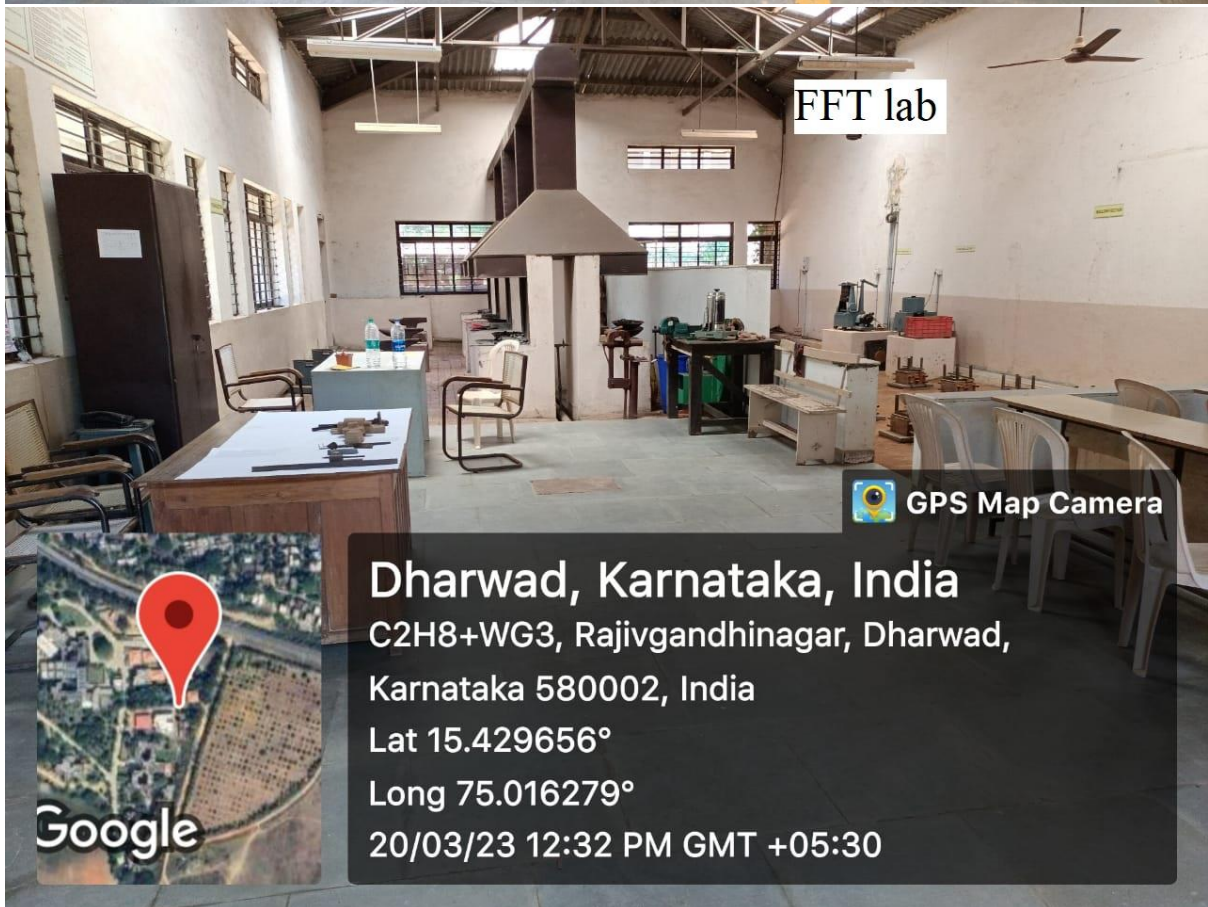 FFT lab
GPS Map Camera
Dharwad, Karnataka, India
C2H8+WG3, Rajivgandhinagar, Dharwad,
Karnataka 580002, India
Lat 15.429656°
Long 75.016279°
20/03/23 12:32 PM GMT +05:30
Google